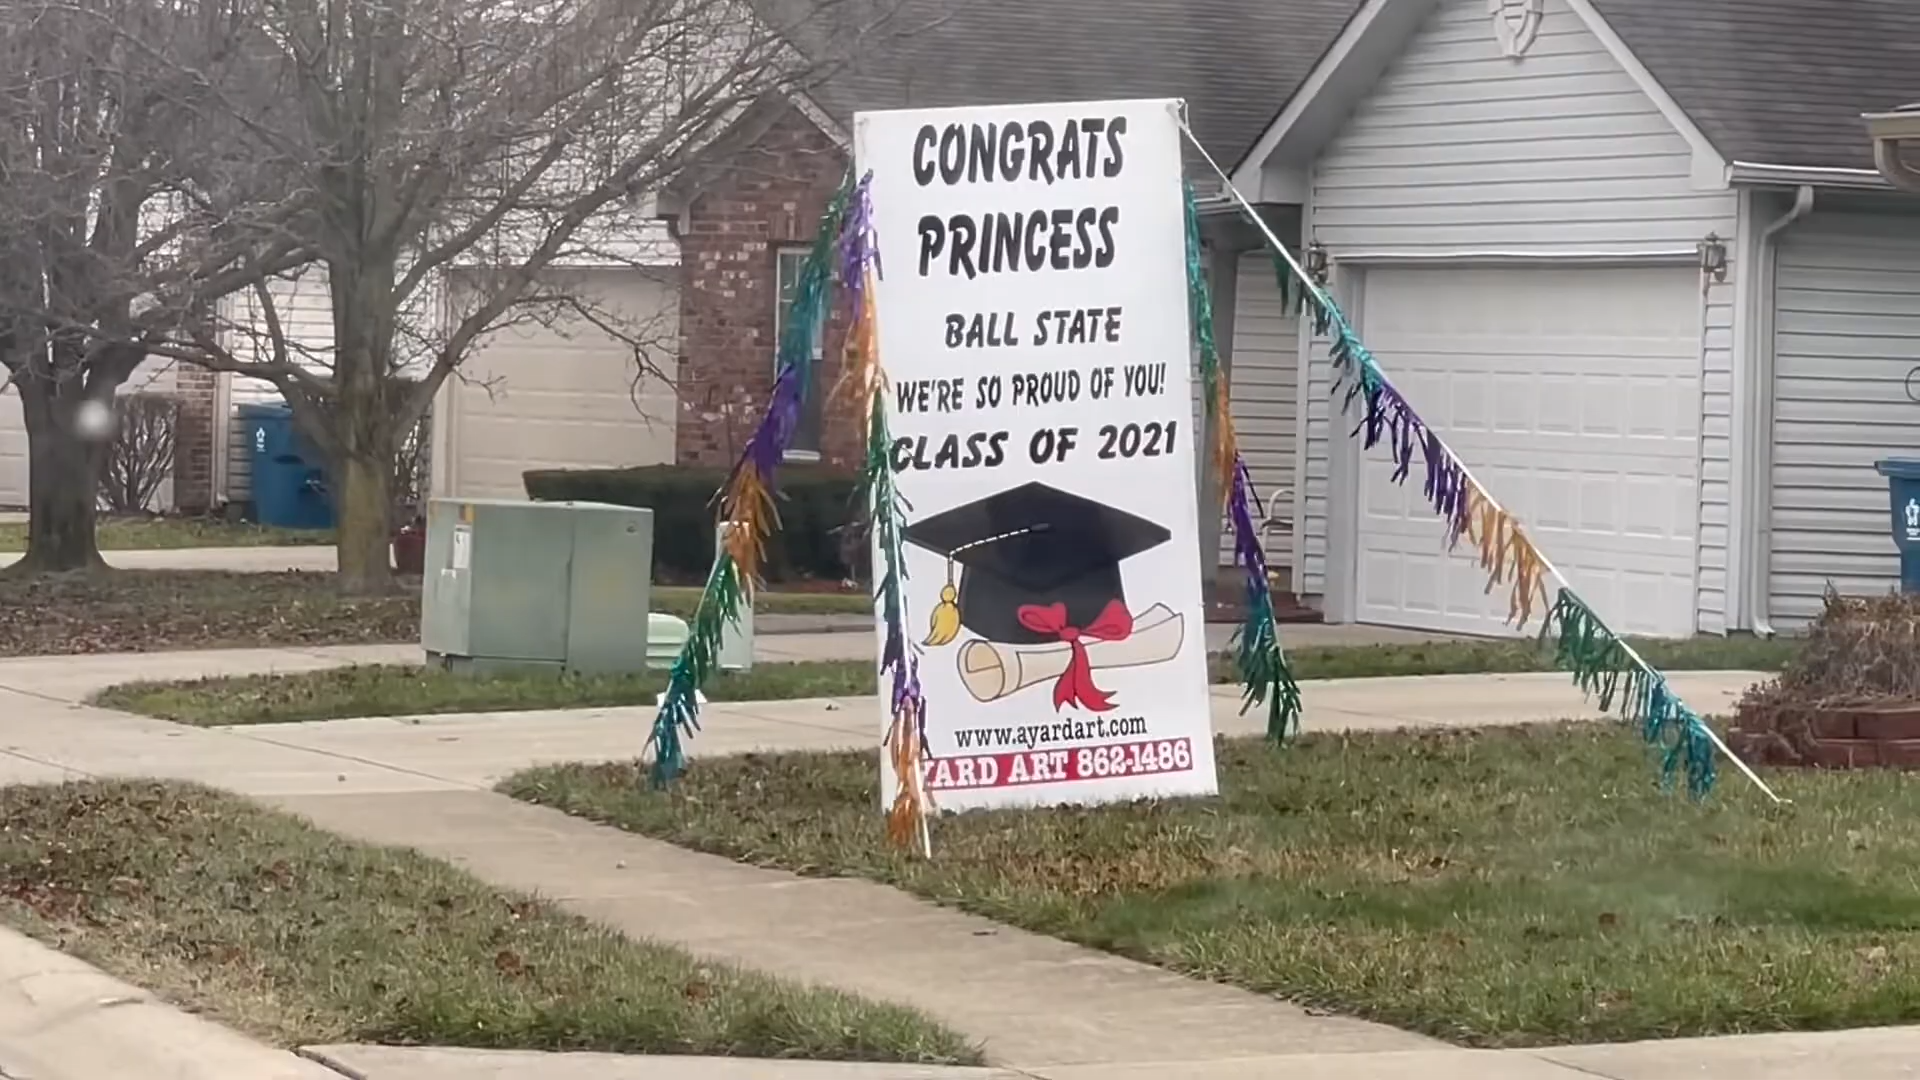 CONGRATS
PRINCESS
BALL STATE
WE'RE SO PROUD OF YOU!
CLASS OF 2021
www.ayardart.com
YARD ART 862-1486